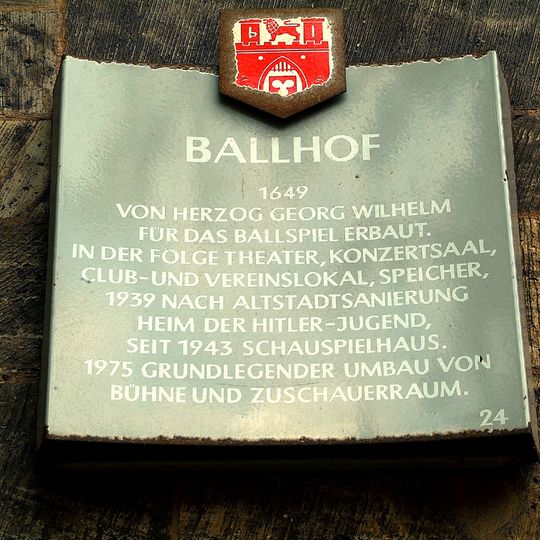 BALLHOF
1649
VON HERZOG GEORG WILHELM
FÜR DAS BALLSPIEL ERBAUT.
IN DER FOLGE THEATER, KONZERTSAAL,
CLUB-UND VEREINSLOKAL, SPEICHER,
1939 NACH ALTSTADTSANIERUNG
HEIM DER HITLER-JUGEND,
SEIT 1943 SCHAUSPIELHAUS.
1975 GRUNDLEGENDER UMBAU VON
BÜHNE UND ZUSCHAUERRAUM.
24